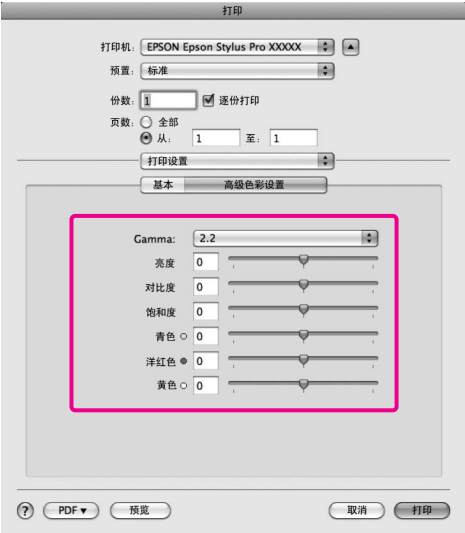 打印
打印机: EPSON Epson Stylus Pro XXXXX
预置: 标准
份数: 1 逐份打印
页数: 全部
从: 1 至: 1
打印设置
基本 高级色彩设置
Gamma: 2.2
亮度 0
对比度 0
饱和度 0
青色 0
洋红色 0
黄色 0
? PDF▼ 预览 取消 打印